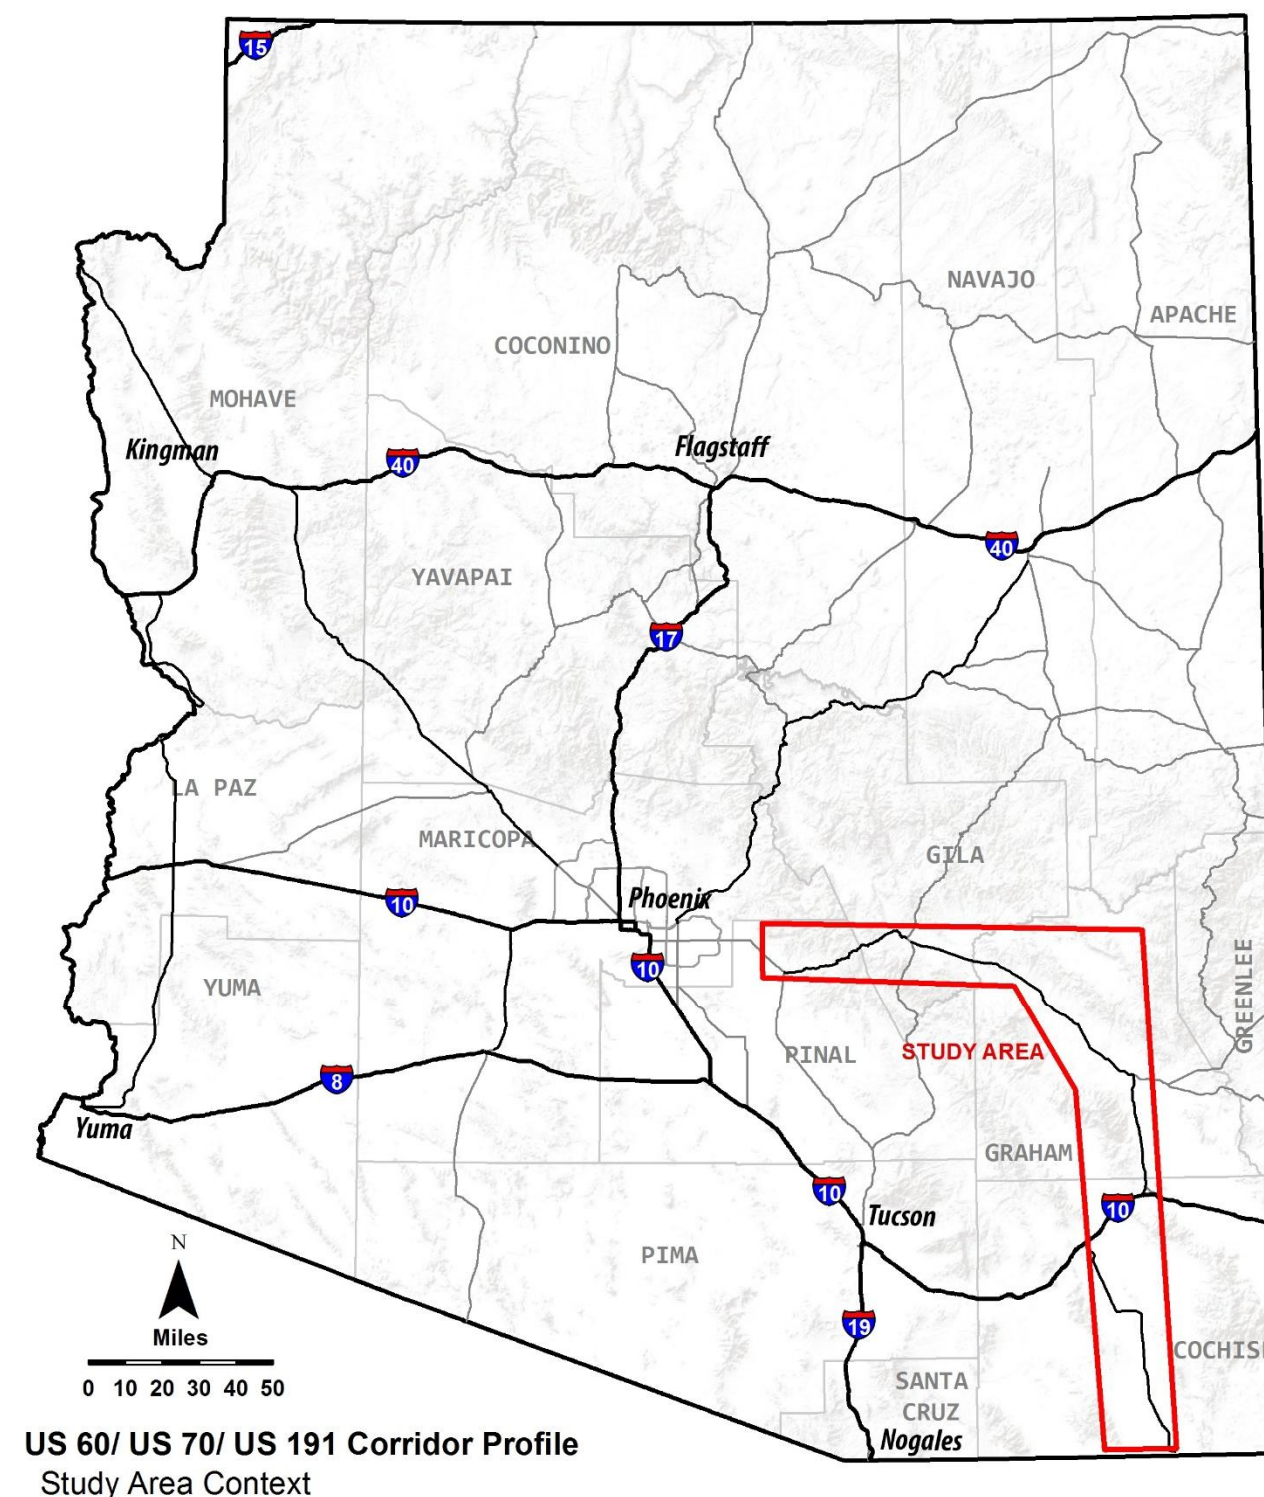 15
NAVAJO
APACHE
COCONINO
MOHAVE
Kingman
Flagstaff
40
40
YAVAPAI
17
LA PAZ
MARICOPA
GILA
10
Phoenix
10
YUMA
GREENLEE
PINAL
STUDY AREA
8
Yuma
GRAHAM
10
10
Tucson
N
PIMA
19
Miles
COCHIS
0 10 20 30 40 50
SANTA
CRUZ
Nogales
US 60/ US 70/ US 191 Corridor Profile
Study Area Context